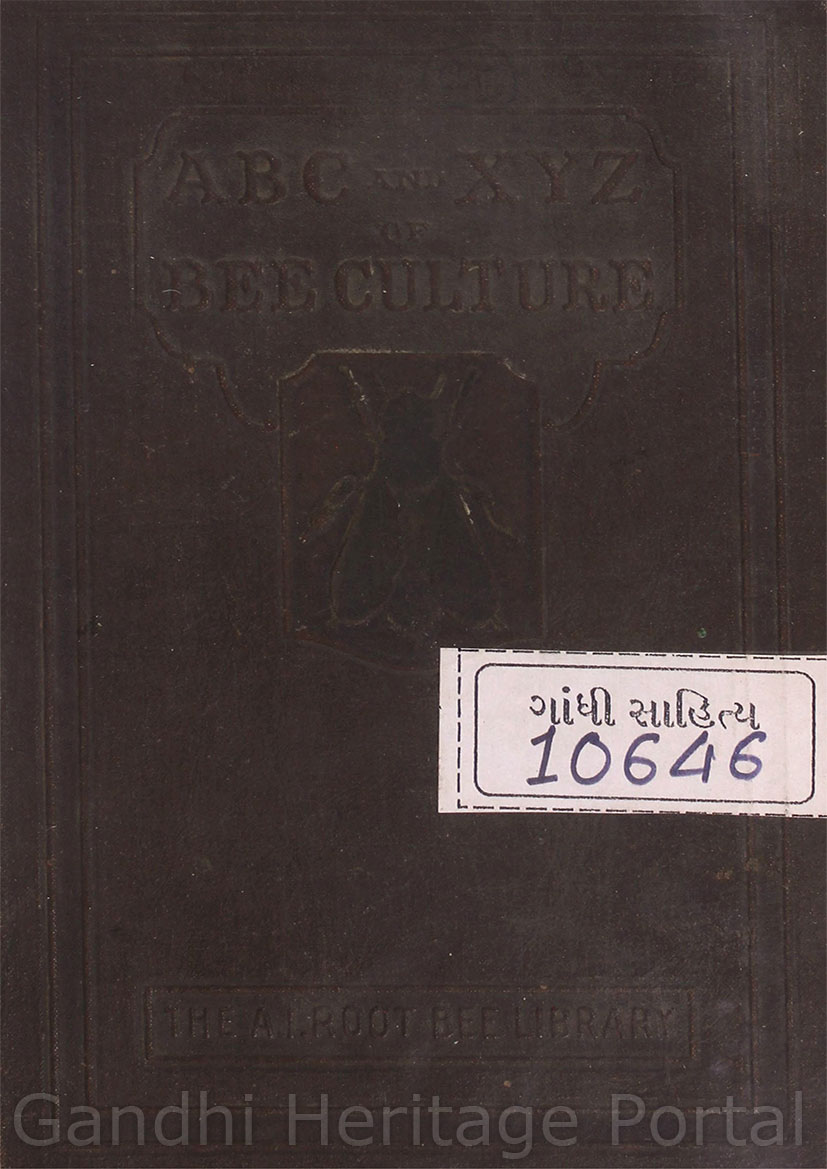 ABC AND XYZ
OF
BEE CULTURE
ગાંધી સાહિત્ય
10646
THE A.I. ROOT BEE LIBRARY
Gandhi Heritage Portal